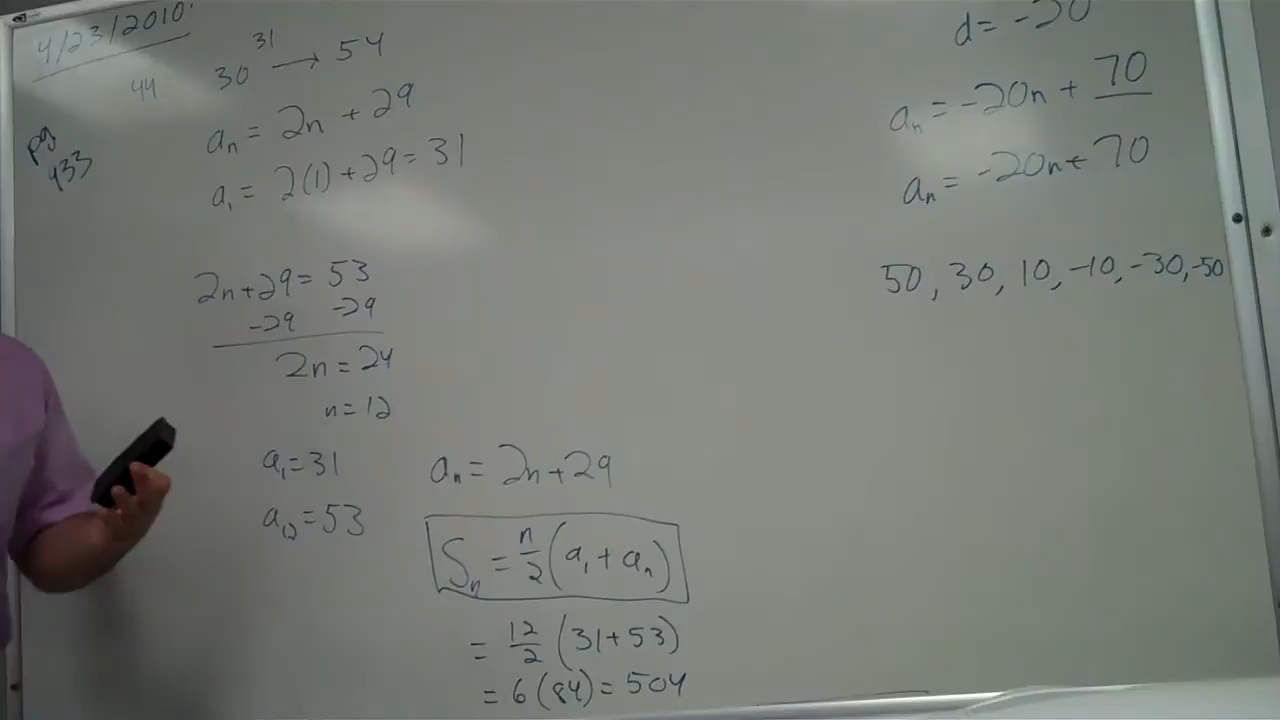 4/23/2010
44
pg 433
31
30 → 54
aₙ = 2n + 29
a₁ = 2(1) + 29 = 31
2n+29 = 53
-29 -29
2n = 24
n = 12
a₁ = 31
a₁₂ = 53
aₙ = 2n+29
Sₙ = n/2 (a₁ + aₙ)
= 12/2 (31+53)
= 6(84) = 504
d = -20
aₙ = -20n + 70
aₙ = -20n + 70
50, 30, 10, -10, -30, -50